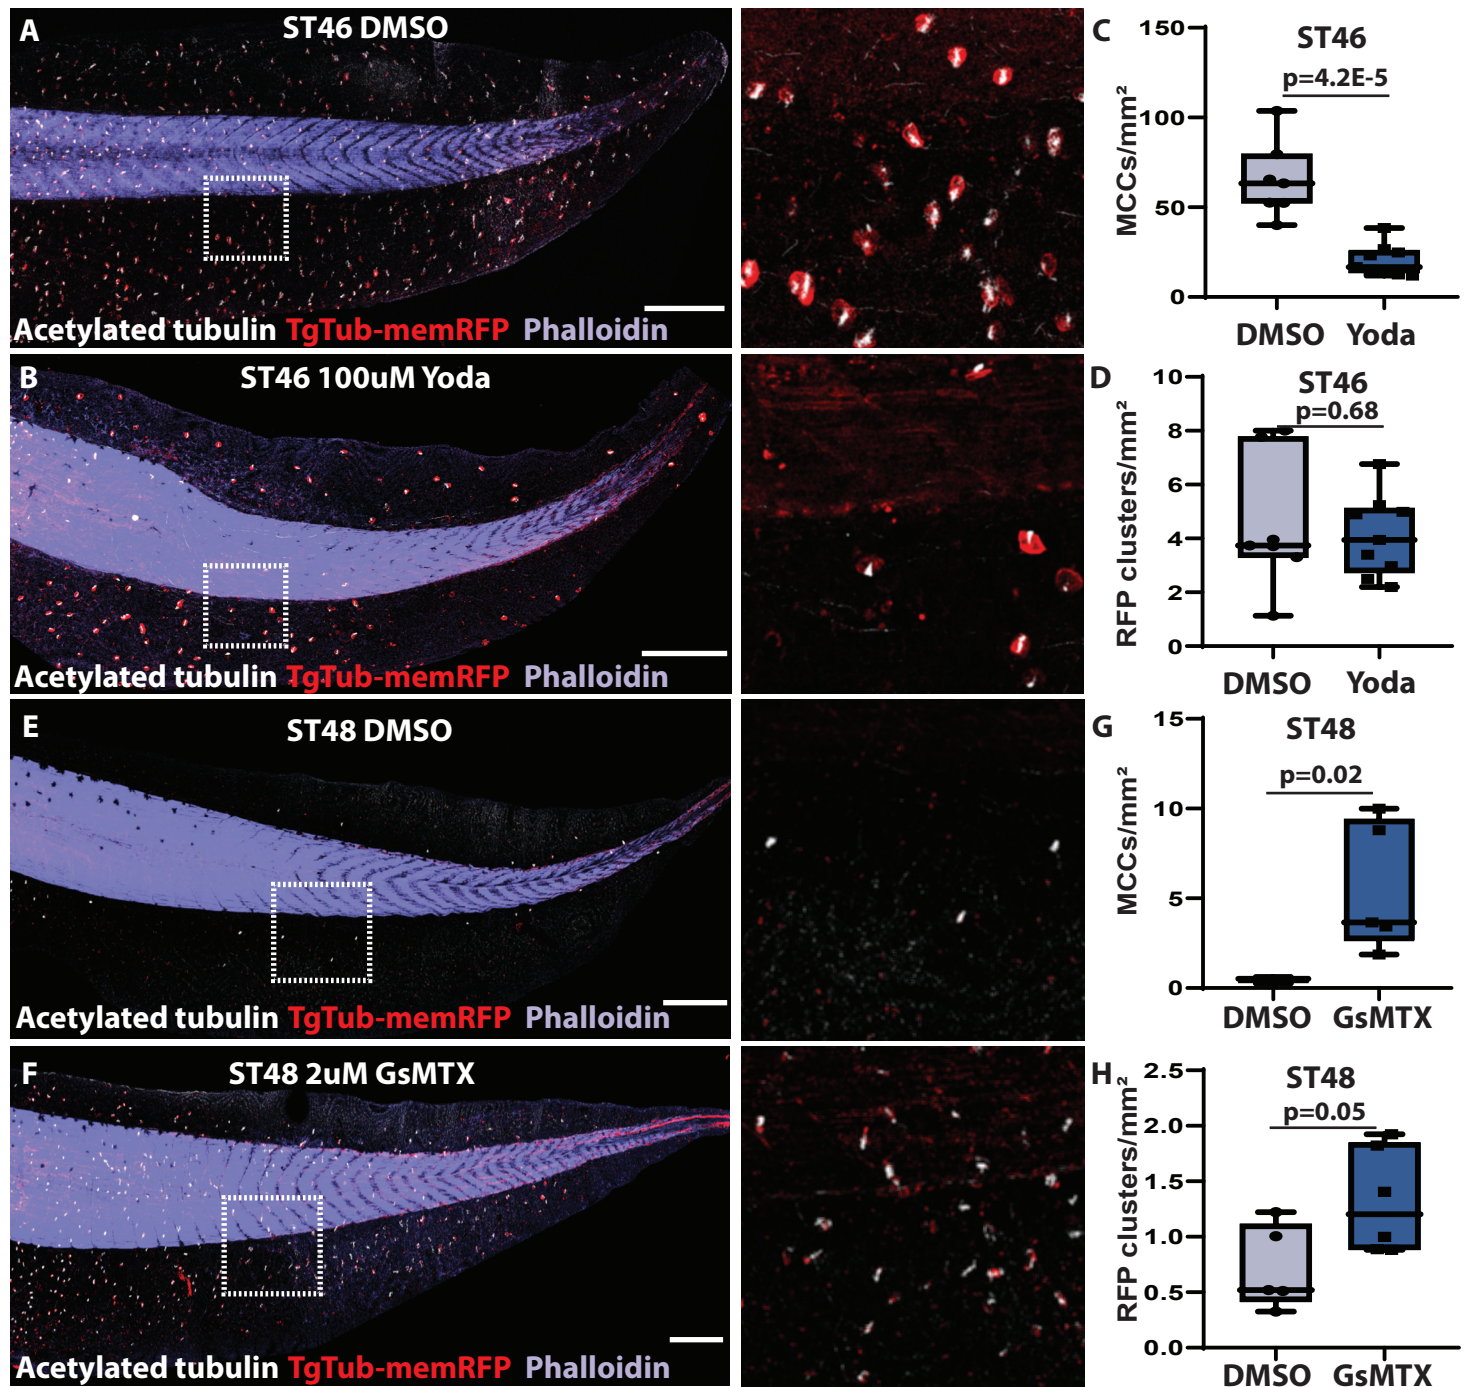 A
ST46 DMSO
Acetylated tubulin TgTub-memRFP Phalloidin
C
ST46
p=4.2E-5
MCCs/mm²
150
100
50
0
DMSO Yoda
B
ST46 100uM Yoda
Acetylated tubulin TgTub-memRFP Phalloidin
D
ST46
p=0.68
RFP clusters/mm²
10
8
6
4
2
0
DMSO Yoda
E
ST48 DMSO
Acetylated tubulin TgTub-memRFP Phalloidin
G
ST48
p=0.02
MCCs/mm²
15
10
5
0
DMSO GsMTX
F
ST48 2uM GsMTX
Acetylated tubulin TgTub-memRFP Phalloidin
H
ST48
p=0.05
RFP clusters/mm²
2.5
2.0
1.5
1.0
0.5
0.0
DMSO GsMTX